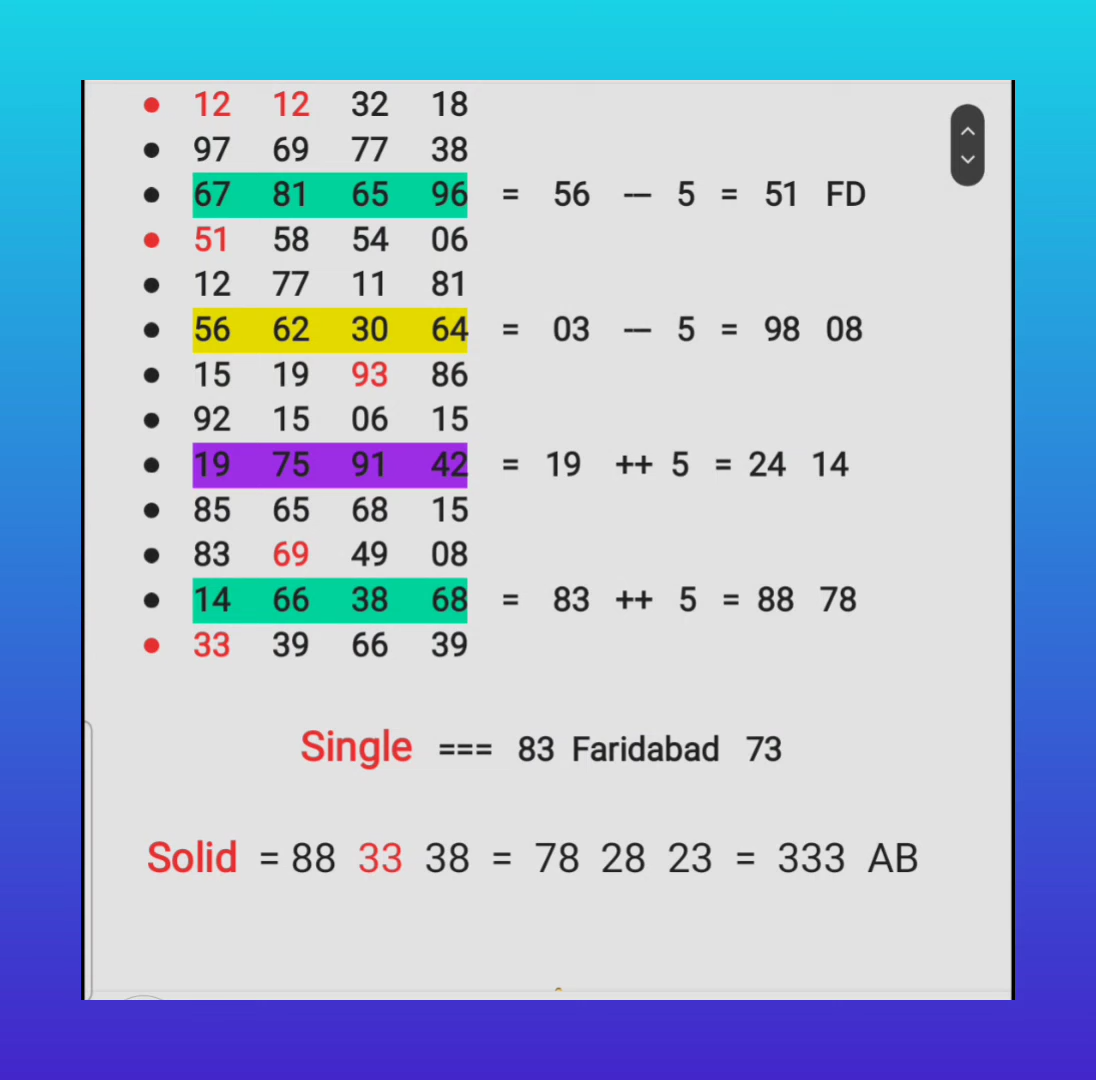 • 12 12 32 18
• 97 69 77 38
• 67 81 65 96 = 56 -- 5 = 51 FD
• 51 58 54 06
• 12 77 11 81
• 56 62 30 64 = 03 -- 5 = 98 08
• 15 19 93 86
• 92 15 06 15
• 19 75 91 42 = 19 ++ 5 = 24 14
• 85 65 68 15
• 83 69 49 08
• 14 66 38 68 = 83 ++ 5 = 88 78
• 33 39 66 39
Single === 83 Faridabad 73
Solid = 88 33 38 = 78 28 23 = 333 AB